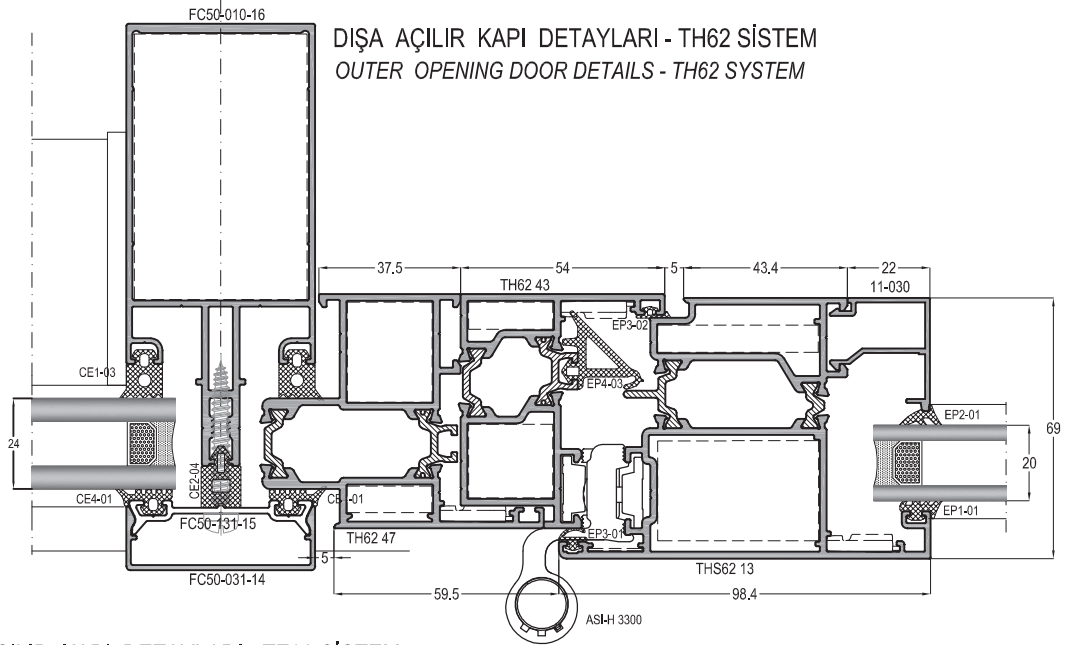 FC50-010-16
DIŞA AÇILIR KAPI DETAYLARI - TH62 SİSTEM
OUTER OPENING DOOR DETAILS - TH62 SYSTEM
37.5
54
5
43.4
22
TH62 43
11-030
EP3-02
CE1-03
EP4-03
EP2-01
24
69
20
CE2-04
CE4-01
EP1-01
FC50-131-15
EP3-01
TH62 47
THS62 13
5
FC50-031-14
59.5
98.4
ASI-H 3300